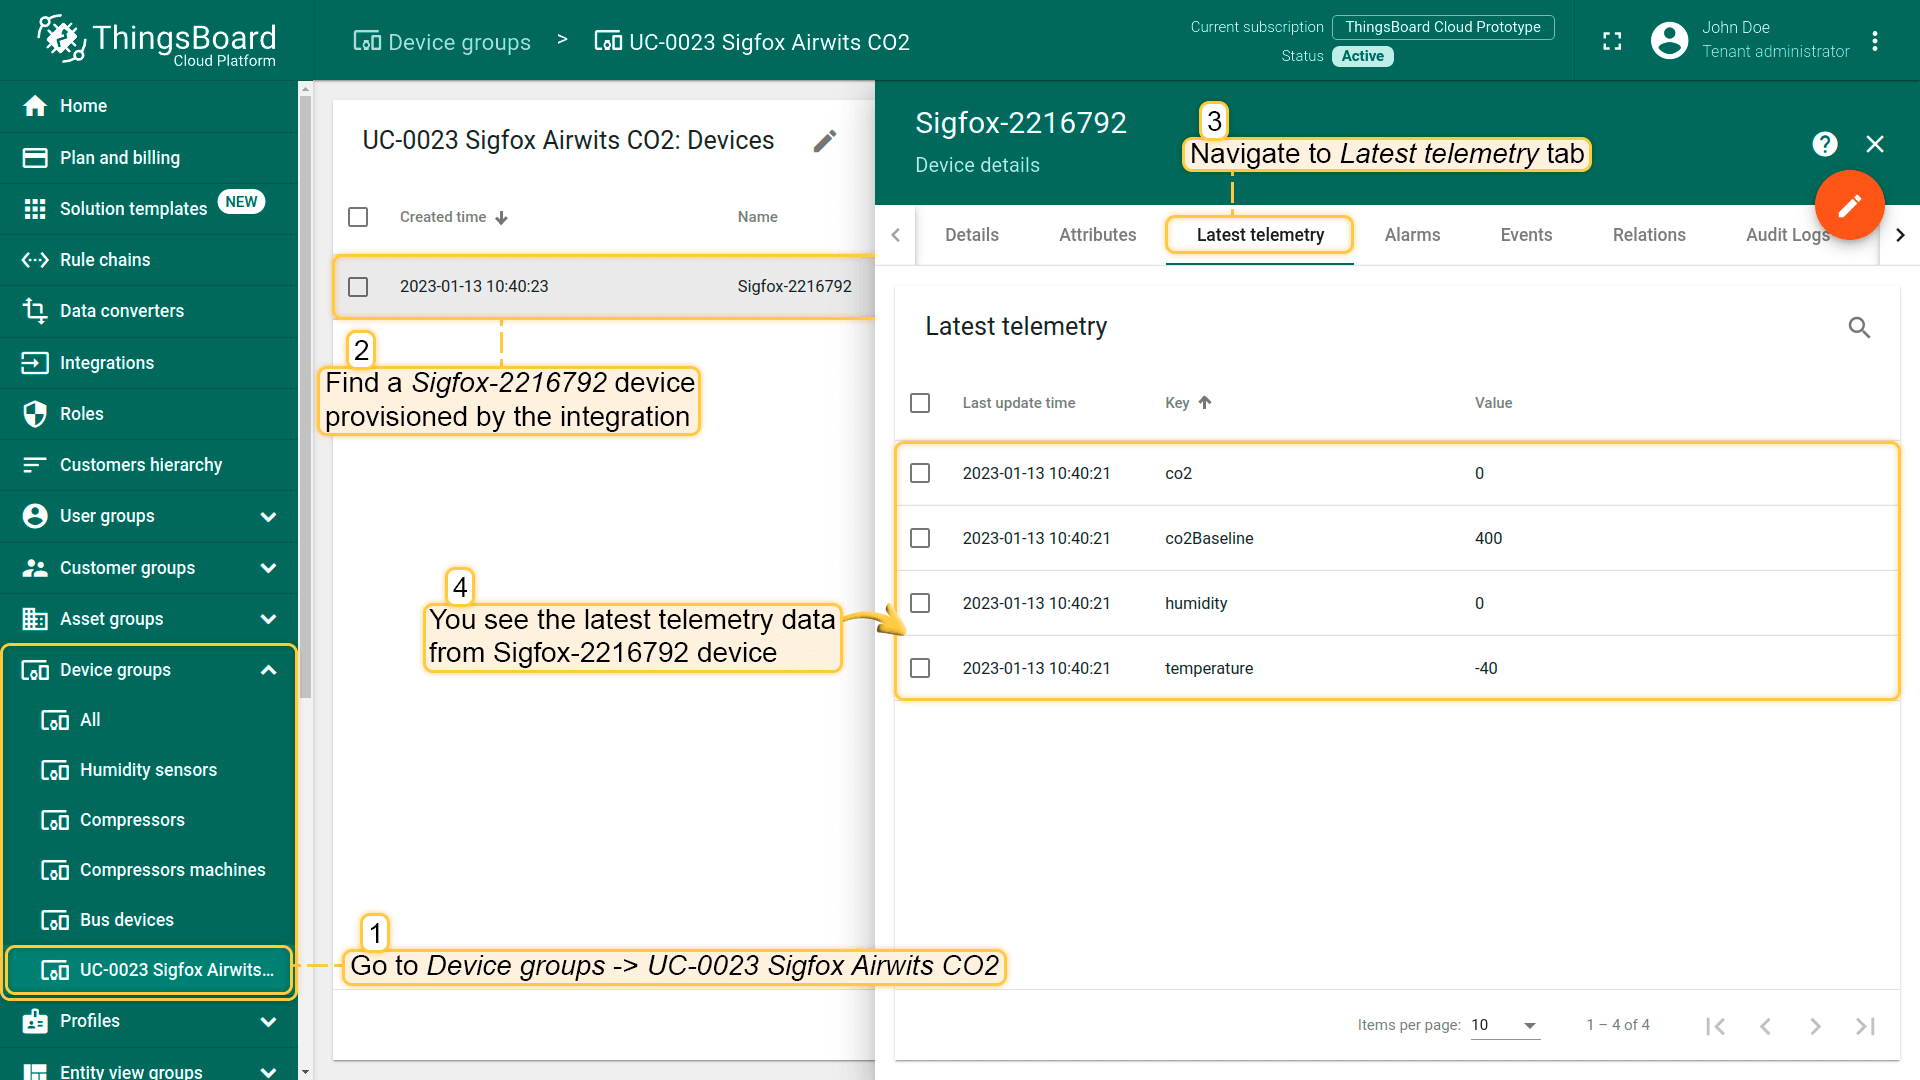 ThingsBoard
Cloud Platform
Device groups > UC-0023 Sigfox Airwits CO2
Current subscription ThingsBoard Cloud Prototype
Status Active
John Doe
Tenant administrator
Home
Plan and billing
Solution templates NEW
Rule chains
Data converters
Integrations
Roles
Customers hierarchy
User groups
Customer groups
Asset groups
Device groups
All
Humidity sensors
Compressors
Compressors machines
Bus devices
UC-0023 Sigfox Airwits...
Profiles
Entity view groups
UC-0023 Sigfox Airwits CO2: Devices
Created time Name
2023-01-13 10:40:23 Sigfox-2216792
2
Find a Sigfox-2216792 device
provisioned by the integration
4
You see the latest telemetry data
from Sigfox-2216792 device
1
Go to Device groups -> UC-0023 Sigfox Airwits CO2
Sigfox-2216792
Device details
3
Navigate to Latest telemetry tab
Details Attributes Latest telemetry Alarms Events Relations Audit Logs
Latest telemetry
Last update time Key Value
2023-01-13 10:40:21 co2 0
2023-01-13 10:40:21 co2Baseline 400
2023-01-13 10:40:21 humidity 0
2023-01-13 10:40:21 temperature -40
Items per page: 10 1 – 4 of 4